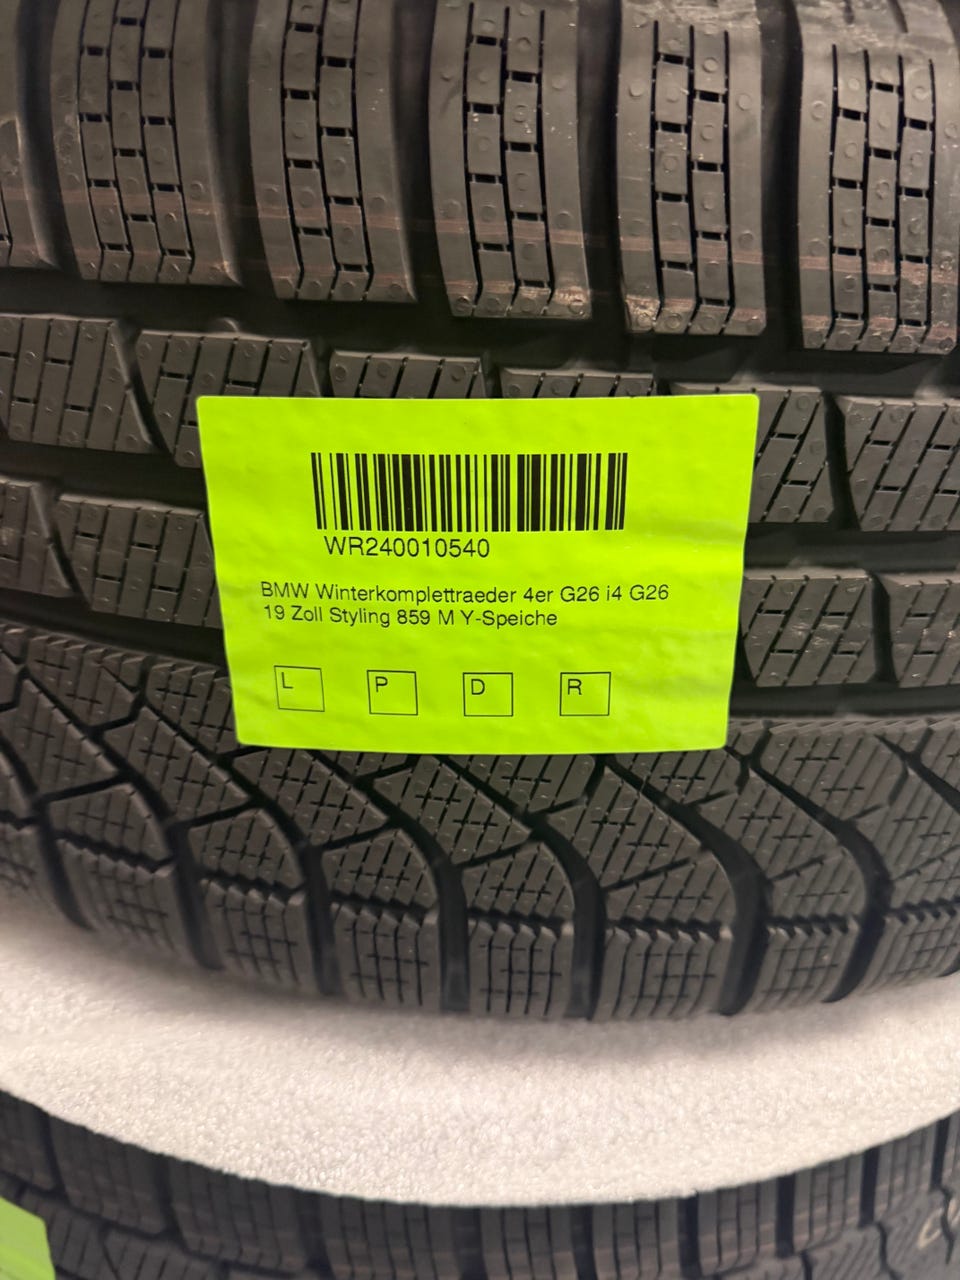 WR240010540
BMW Winterkomplettraeder 4er G26 i4 G26
19 Zoll Styling 859 M Y-Speiche
L P D R